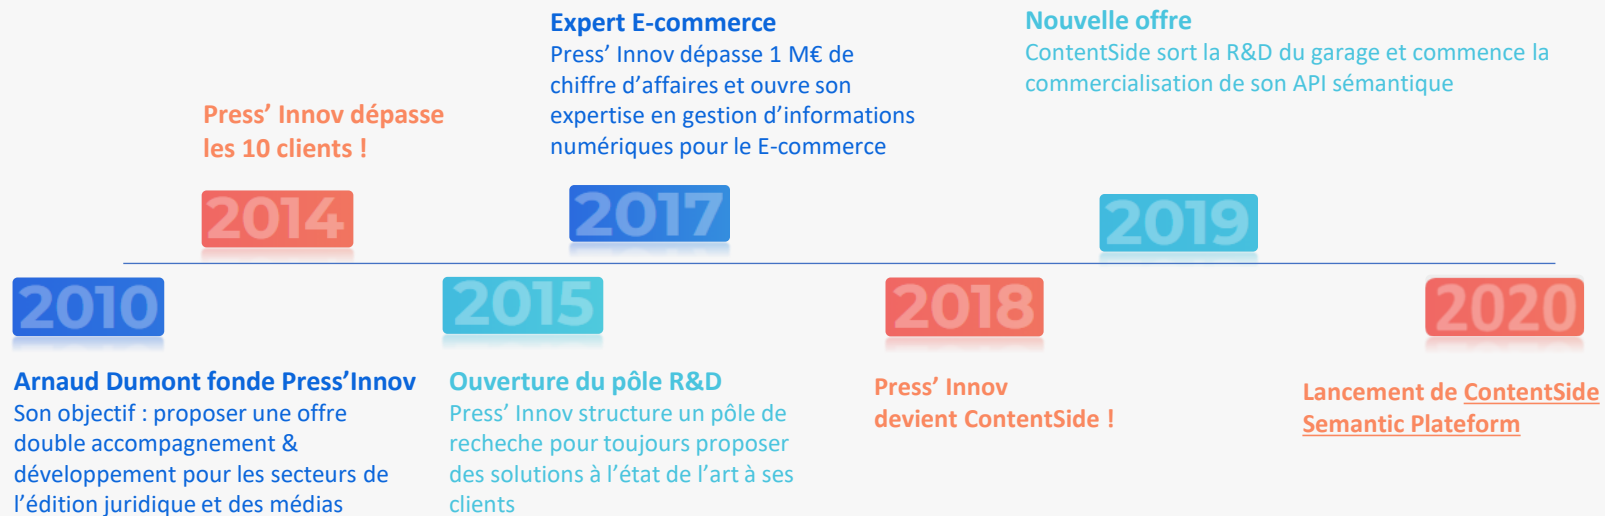 Expert E-commerce
Press’ Innov dépasse 1 M€ de
chiffre d’affaires et ouvre son
expertise en gestion d’informations
numériques pour le E-commerce
Nouvelle offre
ContentSide sort la R&D du garage et commence la
commercialisation de son API sémantique
Press’ Innov dépasse
les 10 clients !
2014
2017
2019
2010
2015
2018
2020
Arnaud Dumont fonde Press’Innov
Son objectif : proposer une offre
double accompagnement &
développement pour les secteurs de
l’édition juridique et des médias
Ouverture du pôle R&D
Press’ Innov structure un pôle de
recheche pour toujours proposer
des solutions à l’état de l’art à ses
clients
Press’ Innov
devient ContentSide !
Lancement de ContentSide
Semantic Plateform